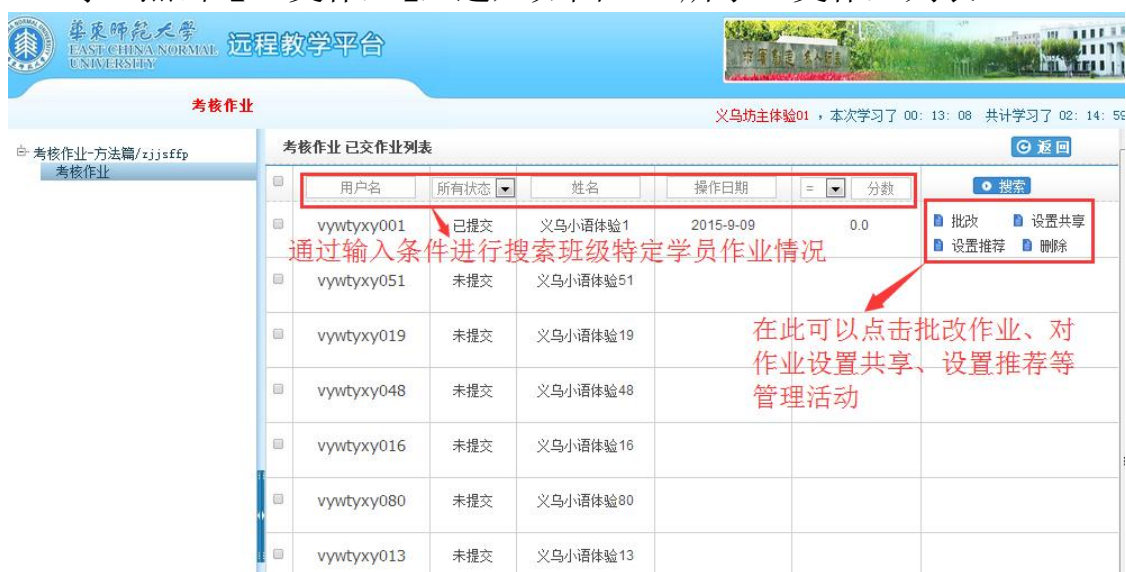 華東師範大學
EAST CHINA NORMAL
UNIVERSITY
远程教学平台
考核作业
义乌坊主体验01 ，本次学习了 00: 13: 08 共计学习了 02: 14: 59
考核作业-方法篇/zjjsffp
考核作业
考核作业 已交作业列表
返 回
用户名 所有状态 姓名 操作日期 = 分数 搜索
vywtyxy001 已提交 义乌小语体验1 2015-9-09 0.0 批改 设置共享
设置推荐 删除
通过输入条件进行搜索班级特定学员作业情况
vywtyxy051 未提交 义乌小语体验51
vywtyxy019 未提交 义乌小语体验19
在此可以点击批改作业、对
作业设置共享、设置推荐等
管理活动
vywtyxy048 未提交 义乌小语体验48
vywtyxy016 未提交 义乌小语体验16
vywtyxy080 未提交 义乌小语体验80
vywtyxy013 未提交 义乌小语体验13